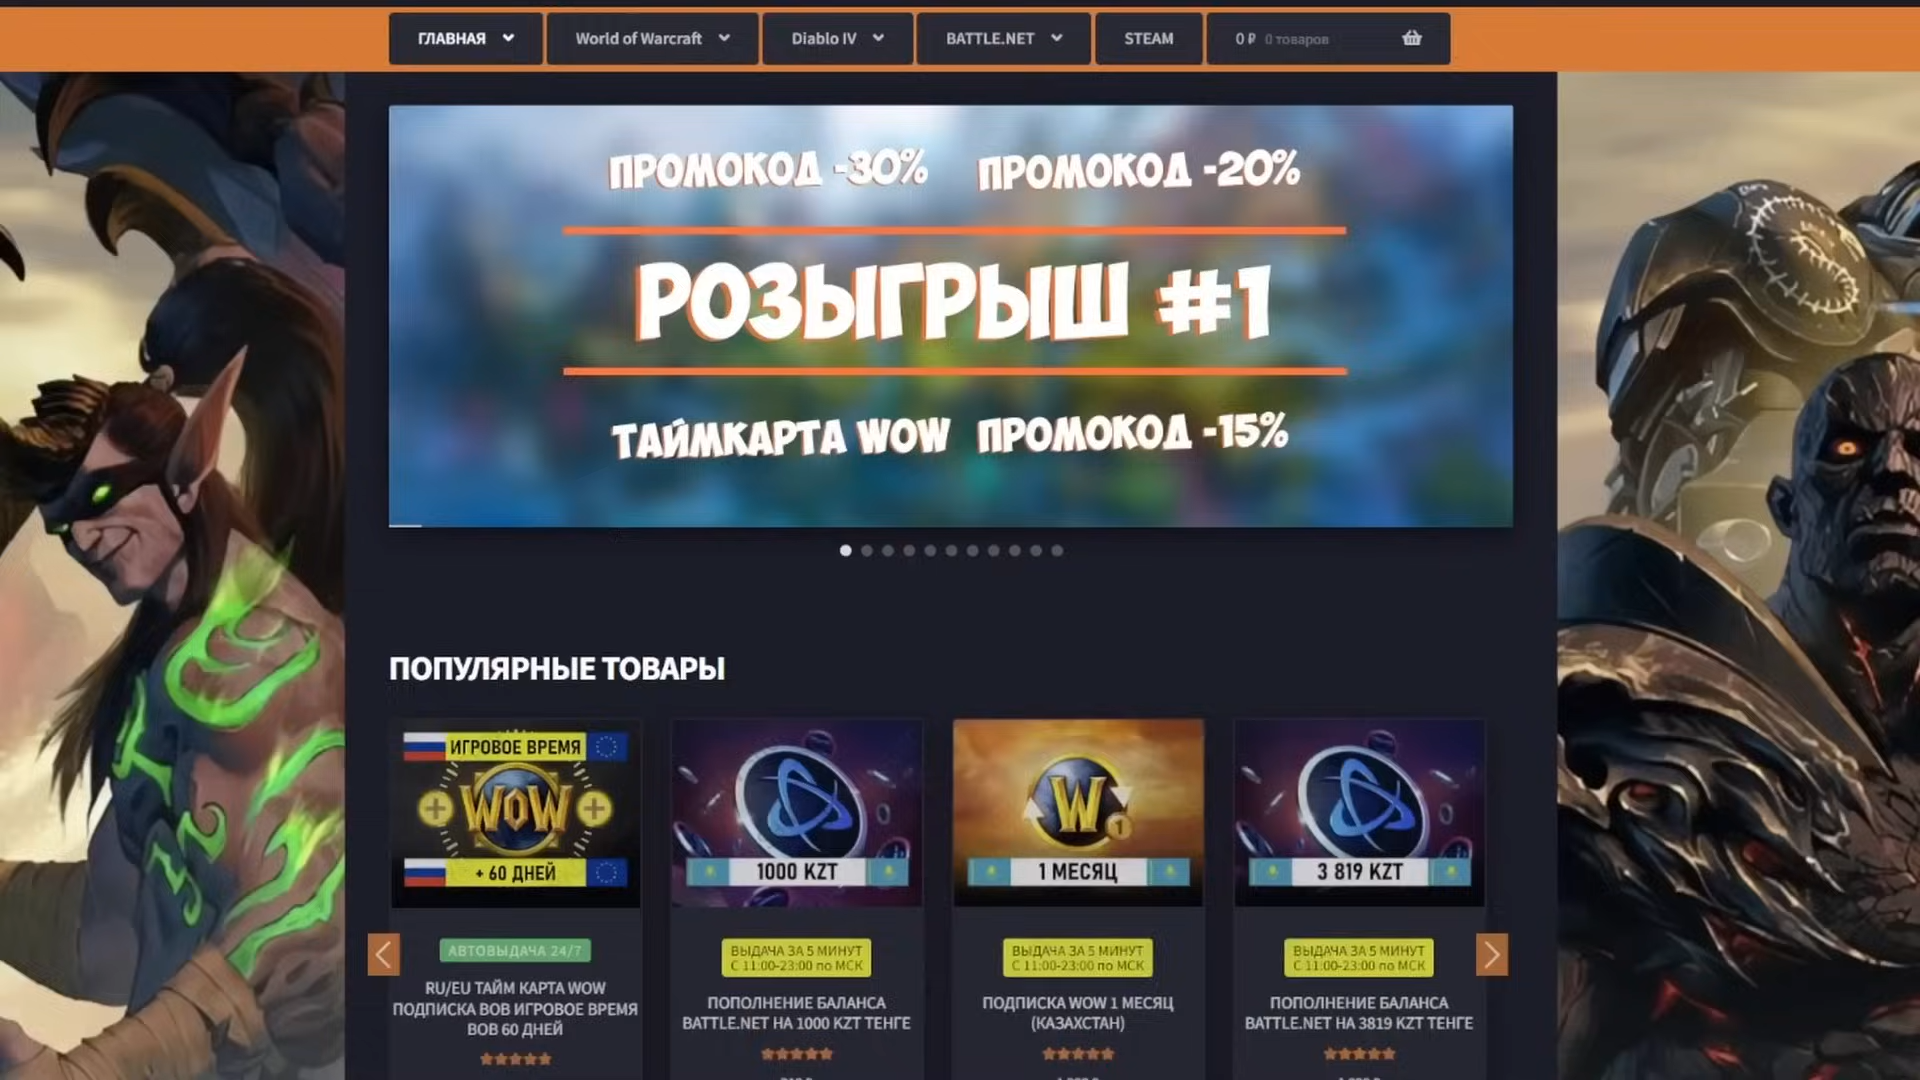 ГЛАВНАЯ World of Warcraft Diablo IV BATTLE.NET STEAM 0 ₽ 0 товаров
ПРОМОКОД -30% ПРОМОКОД -20%
РОЗЫГРЫШ #1
ТАЙМКАРТА WOW ПРОМОКОД -15%
ПОПУЛЯРНЫЕ ТОВАРЫ
ИГРОВОЕ ВРЕМЯ
WOW
+ 60 ДНЕЙ
АВТОВЫДАЧА 24/7
RU/EU ТАЙМ КАРТА WOW
ПОДПИСКА ВОВ ИГРОВОЕ ВРЕМЯ
ВОВ 60 ДНЕЙ
1000 KZT
ВЫДАЧА ЗА 5 МИНУТ
С 11:00-23:00 по МСК
ПОПОЛНЕНИЕ БАЛАНСА
BATTLE.NET НА 1000 KZT ТЕНГЕ
W
1
1 МЕСЯЦ
ВЫДАЧА ЗА 5 МИНУТ
С 11:00-23:00 по МСК
ПОДПИСКА WOW 1 МЕСЯЦ
(КАЗАХСТАН)
3 819 KZT
ВЫДАЧА ЗА 5 МИНУТ
С 11:00-23:00 по МСК
ПОПОЛНЕНИЕ БАЛАНСА
BATTLE.NET НА 3819 KZT ТЕНГЕ